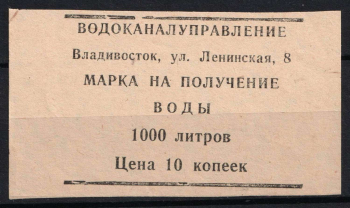 ВОДОКАНАЛУПРАВЛЕНИЕ
Владивосток, ул. Ленинская, 8
МАРКА НА ПОЛУЧЕНИЕ
ВОДЫ
1000 литров
Цена 10 копеек